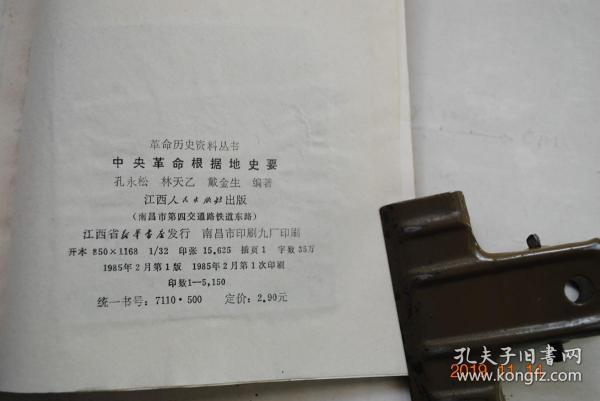 革命历史资料丛书
中央革命根据地史要
孔永松 林天乙 戴金生 编著
江西人民出版社出版
(南昌市第四交通路铁道东路)
江西省新华书店发行 南昌市印刷九厂印刷
开本 850×1168 1/32 印张 15.625 插页 1 字数 35万
1985年2月第1版 1985年2月第1次印刷
印数1—5,150
统一书号：7110·500 定价：2.90元
2019 11 14
孔夫子旧书网
www.kongfz.com